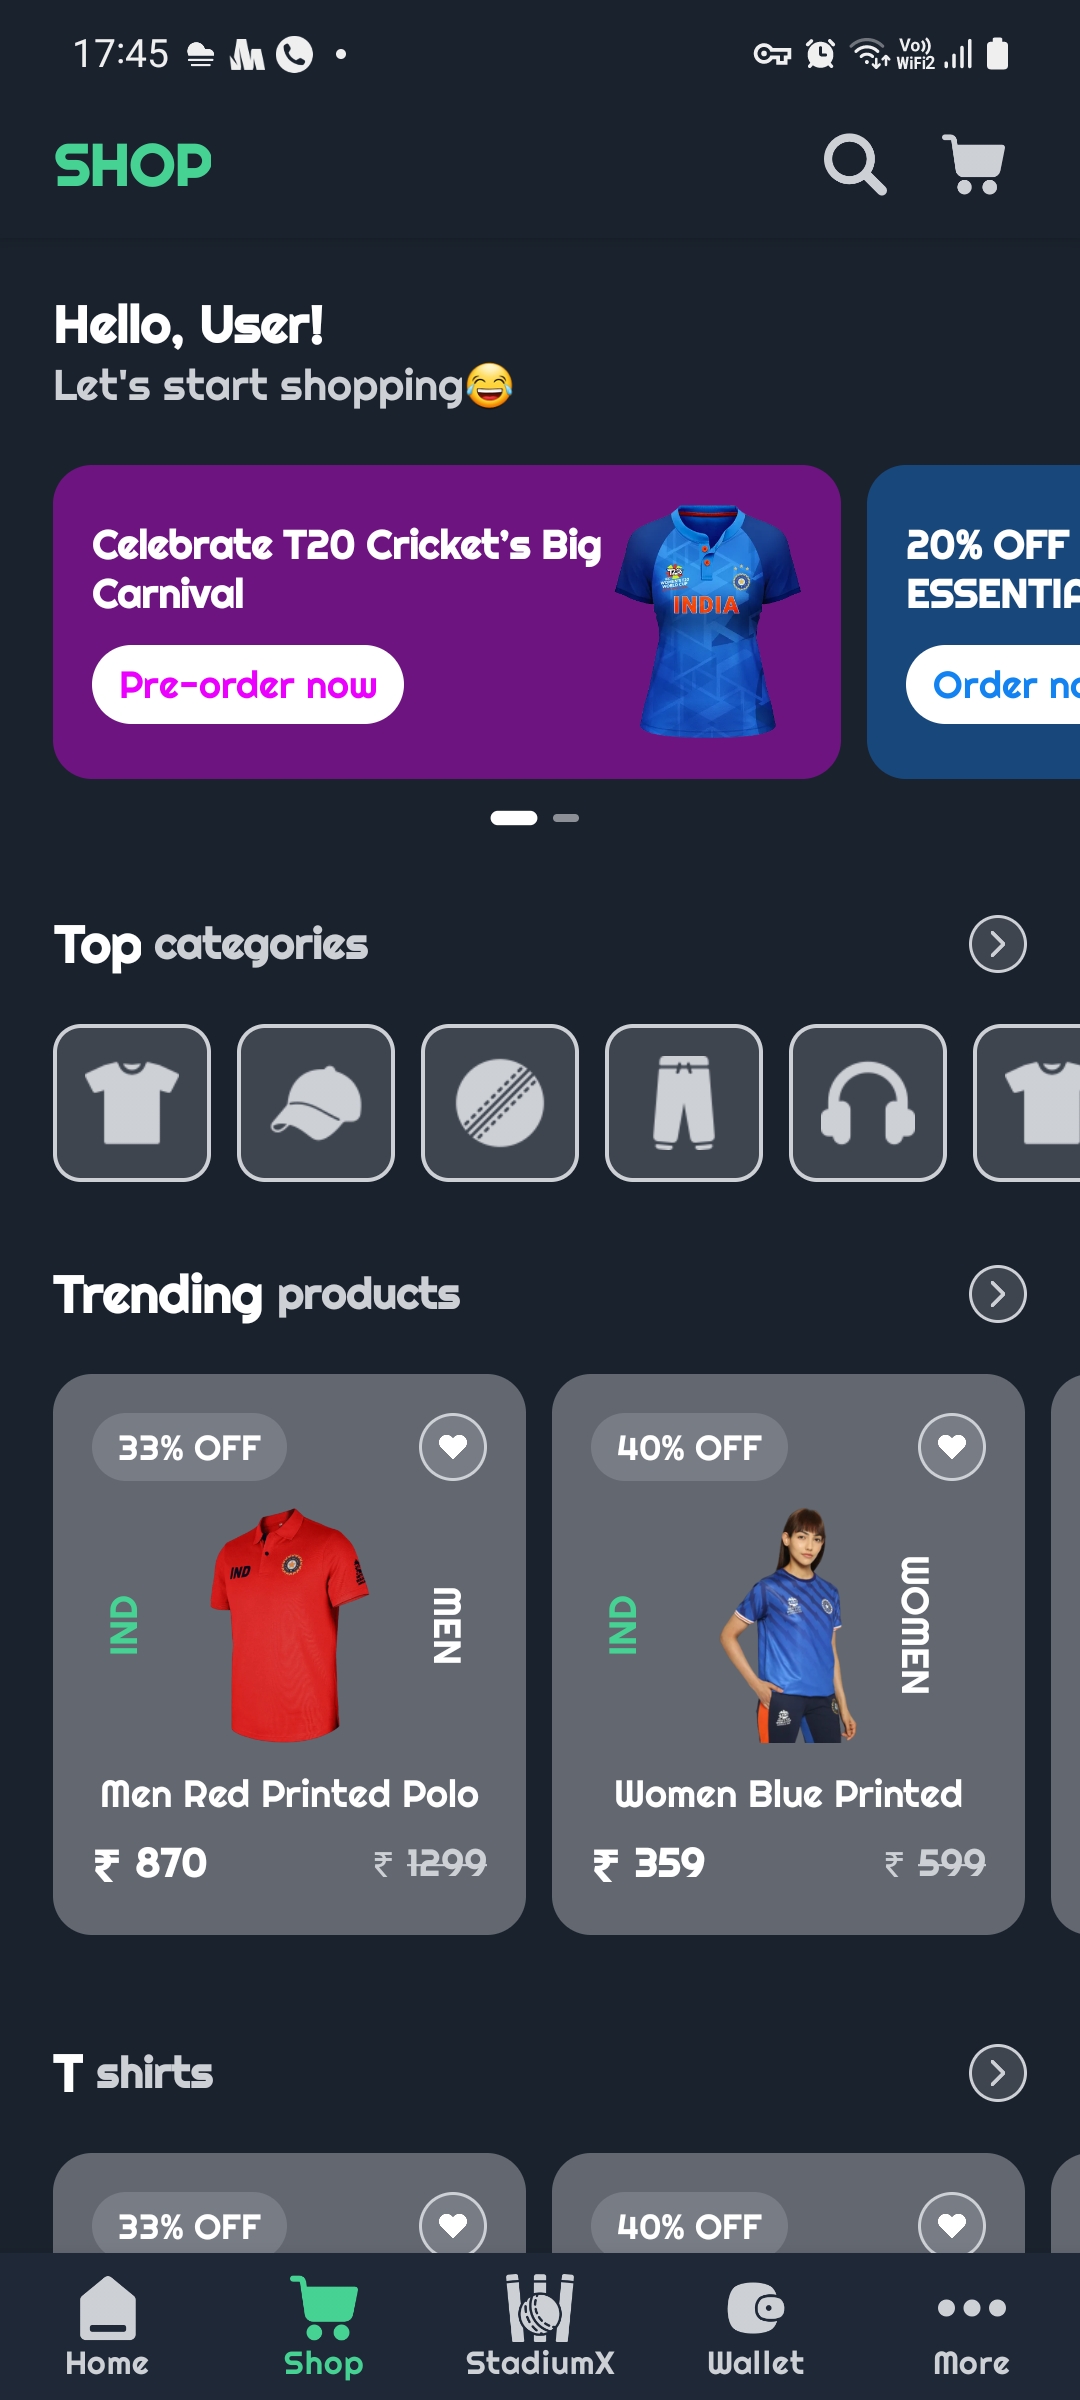 17:45
Vo))
WiFi2
SHOP
Hello, User!
Let's start shopping😂
Celebrate T20 Cricket's Big
Carnival
Pre-order now
INDIA
20% OFF
Order
Top categories
Trending products
33% OFF
IND
IND
MEN
Men Red Printed Polo
₹ 870
₹ 1299
40% OFF
IND
WOMEN
Women Blue Printed
₹ 359
₹ 599
T shirts
33% OFF
40% OFF
Home
Shop
StadiumX
Wallet
More